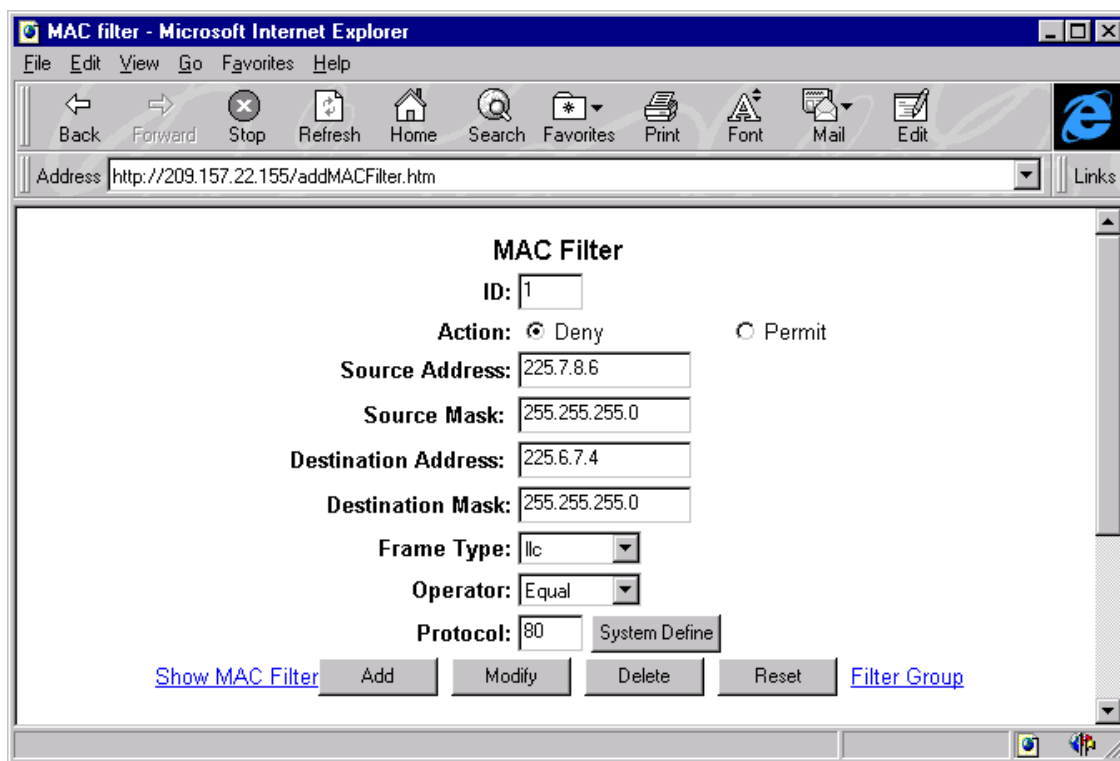 MAC filter - Microsoft Internet Explorer
File Edit View Go Favorites Help
Back Forward Stop Refresh Home Search Favorites Print Font Mail Edit
Address http://209.157.22.155/addMACFilter.htm Links
MAC Filter
ID: 1
Action: Deny Permit
Source Address: 225.7.8.6
Source Mask: 255.255.255.0
Destination Address: 225.6.7.4
Destination Mask: 255.255.255.0
Frame Type: llc
Operator: Equal
Protocol: 80 System Define
Show MAC Filter Add Modify Delete Reset Filter Group